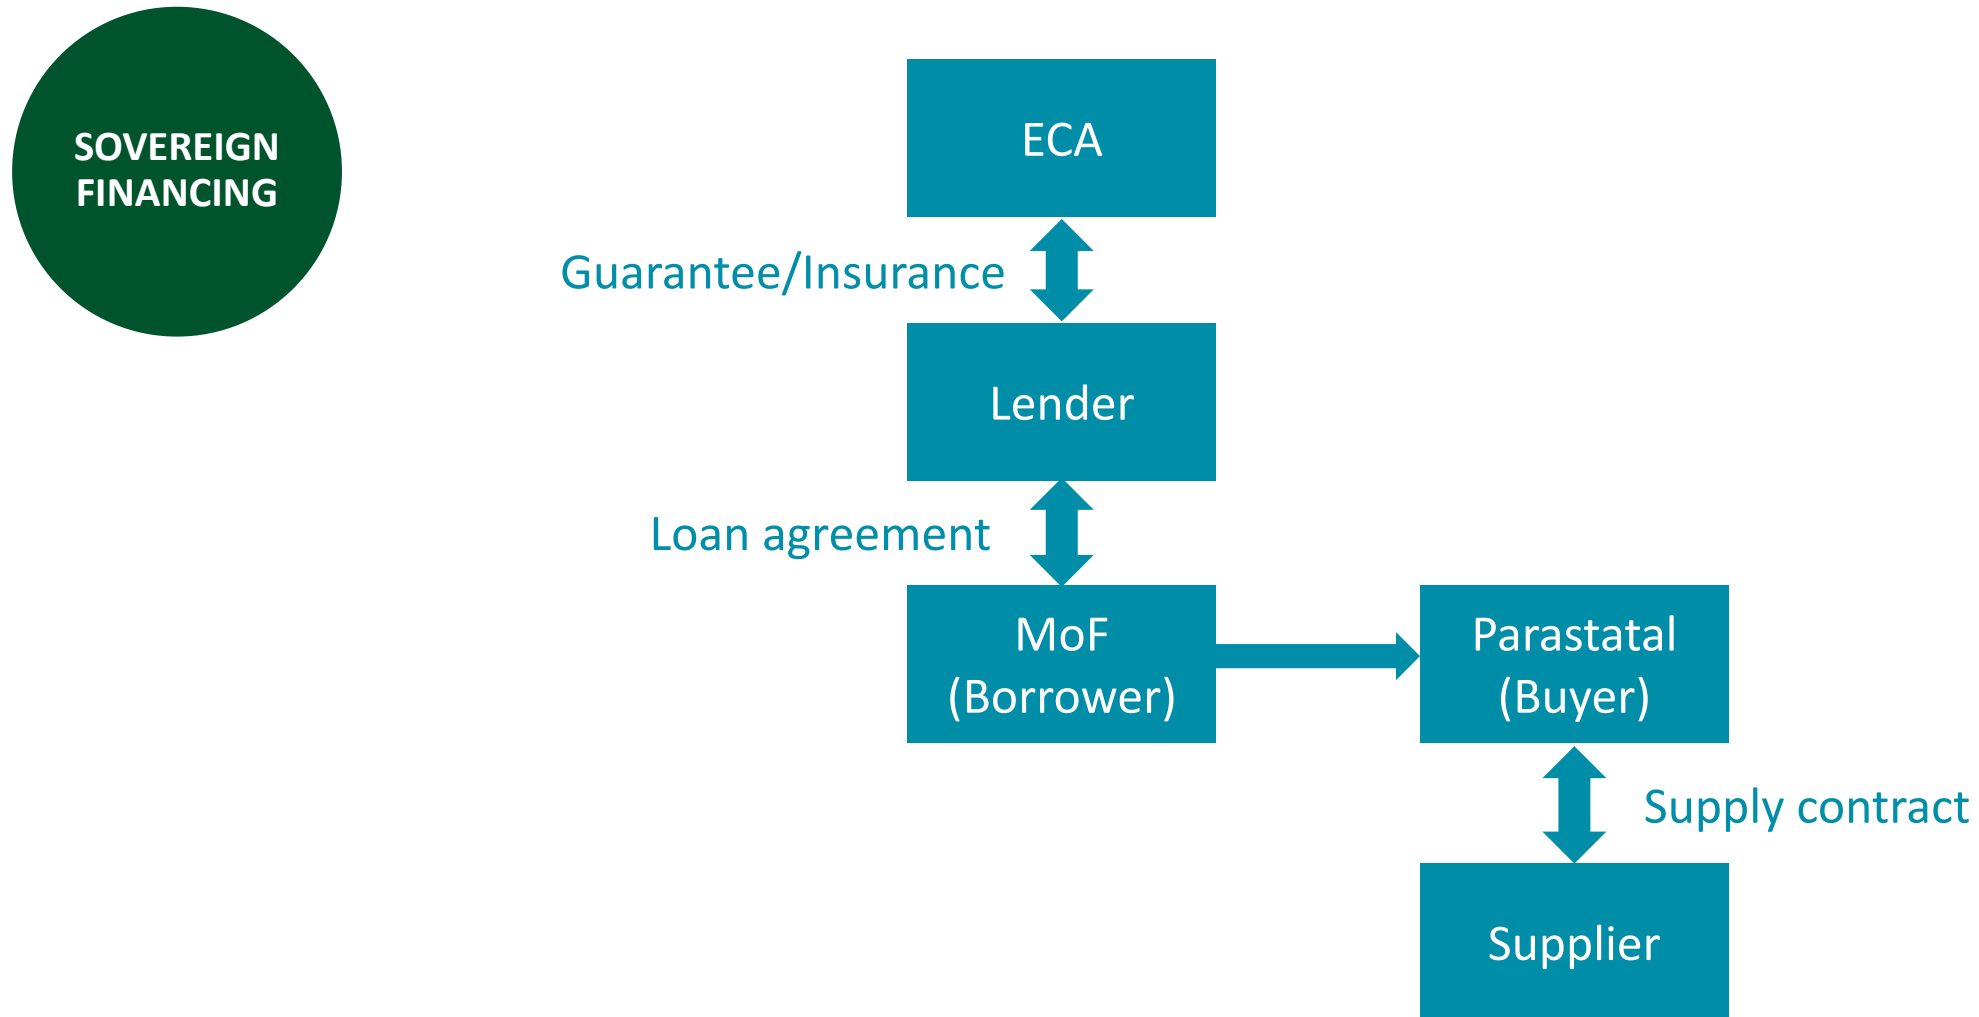 SOVEREIGN
FINANCING
ECA
Guarantee/Insurance
Lender
Loan agreement
MoF
(Borrower)
Parastatal
(Buyer)
Supply contract
Supplier